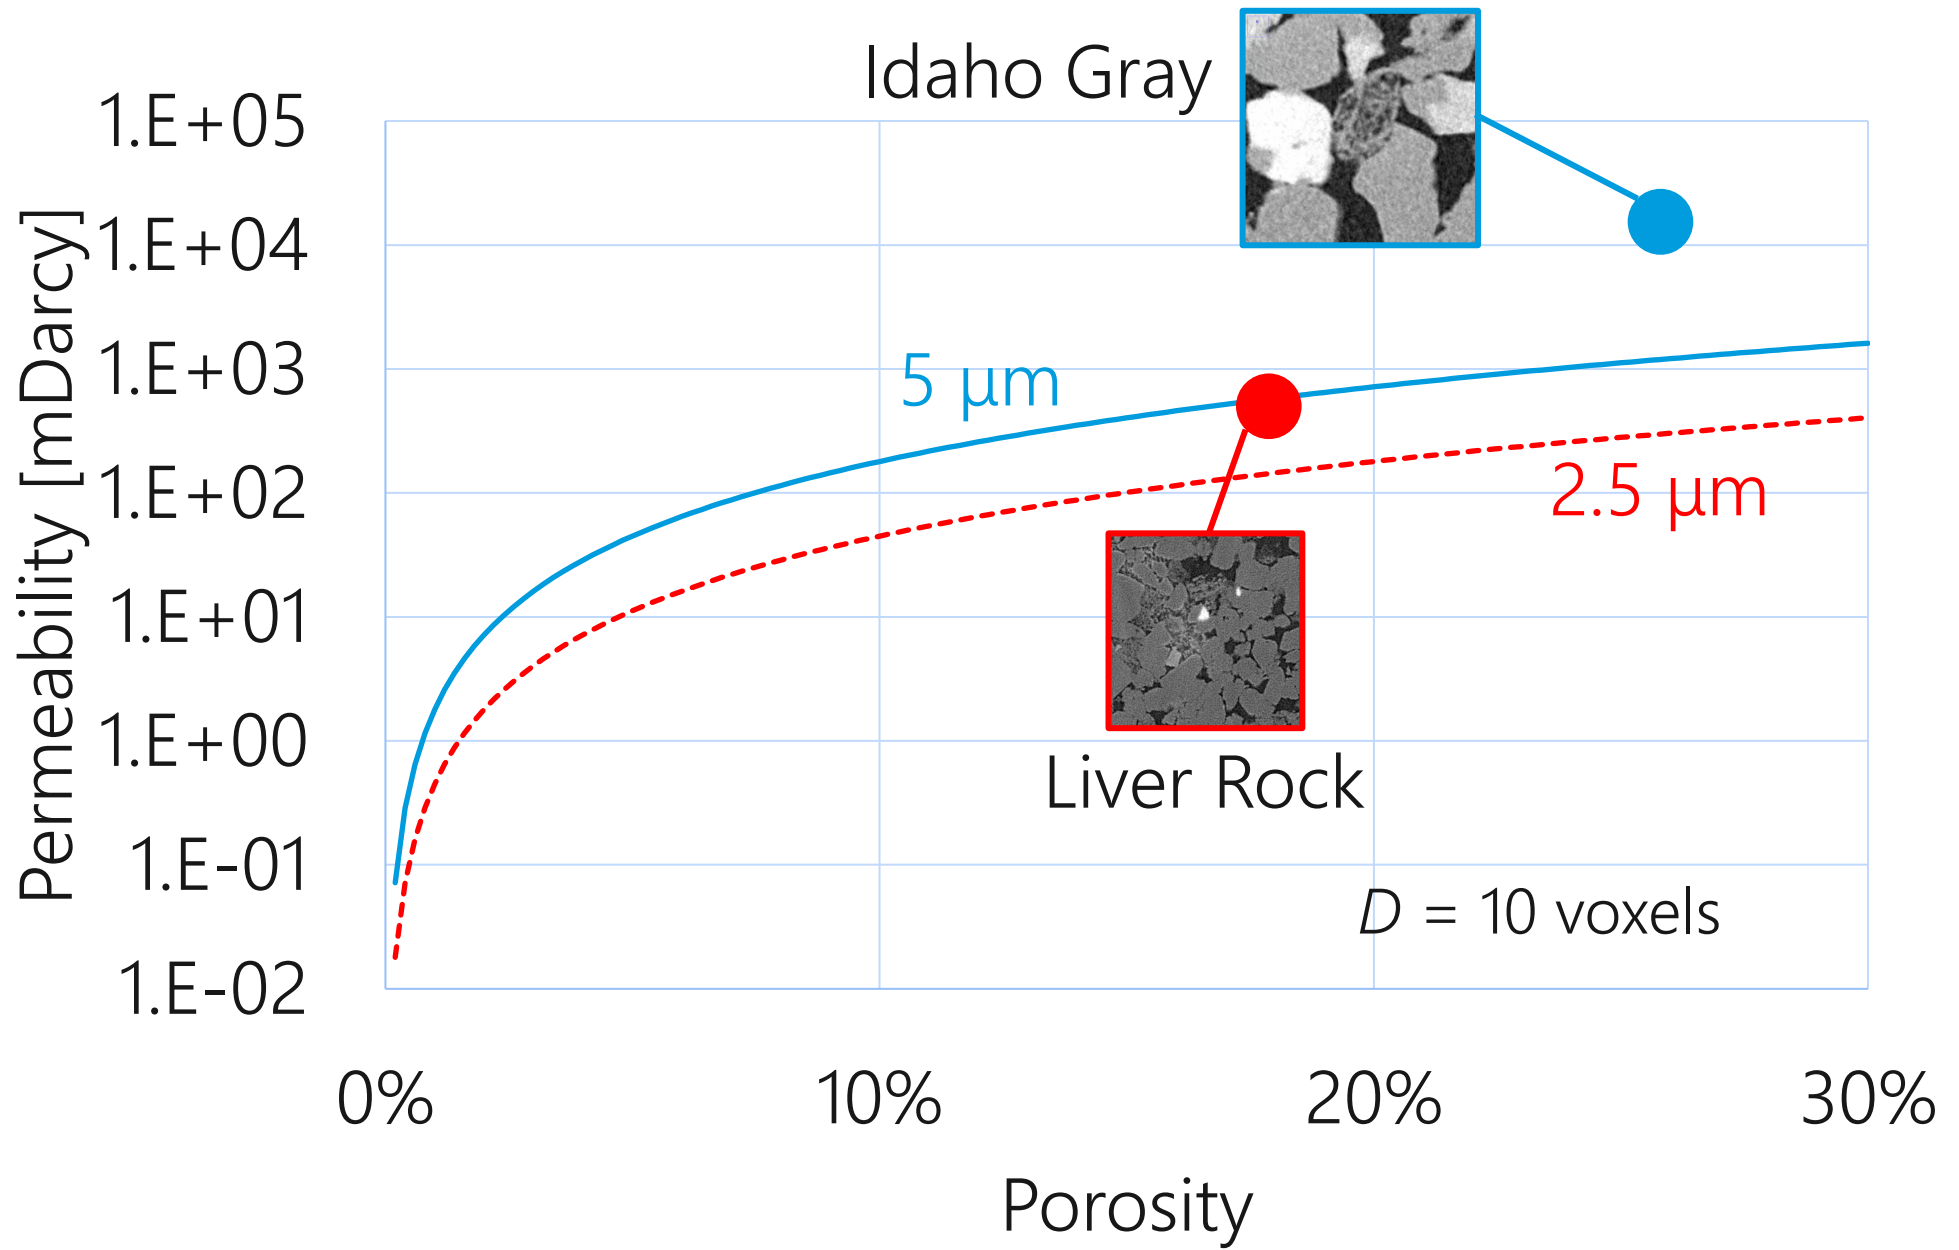 Idaho Gray
1.E+05
1.E+04
1.E+03
1.E+02
1.E+01
1.E+00
1.E-01
1.E-02
Permeability [mDarcy]
5 µm
2.5 µm
Liver Rock
D = 10 voxels
0%
10%
20%
30%
Porosity